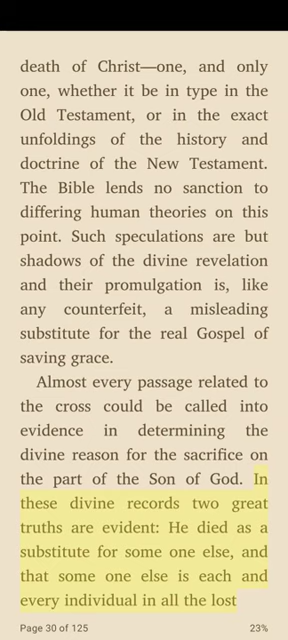 death of Christ—one, and only
one, whether it be in type in the
Old Testament, or in the exact
unfoldings of the history and
doctrine of the New Testament.
The Bible lends no sanction to
differing human theories on this
point. Such speculations are but
shadows of the divine revelation
and their promulgation is, like
any counterfeit, a misleading
substitute for the real Gospel of
saving grace.
Almost every passage related to
the cross could be called into
evidence in determining the
divine reason for the sacrifice on
the part of the Son of God. In
these divine records two great
truths are evident: He died as a
substitute for some one else, and
that some one else is each and
every individual in all the lost
Page 30 of 125 23%